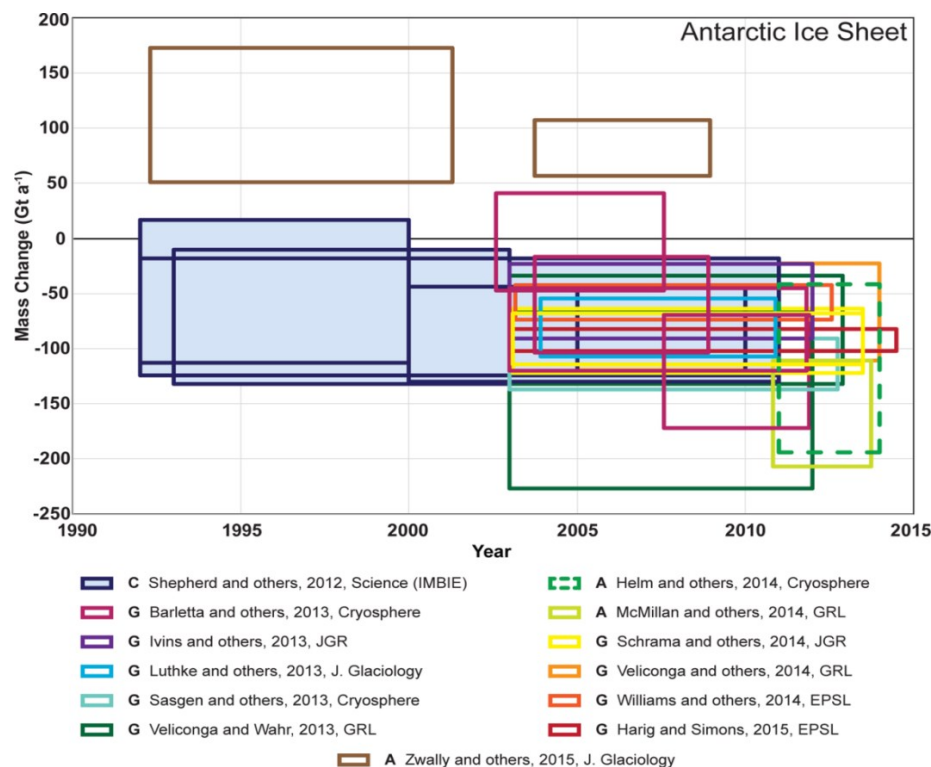 Antarctic Ice Sheet
200
150
100
50
0
-50
-100
-150
-200
-250
Mass Change (Gt a⁻¹)
1990 1995 2000 2005 2010 2015
Year
C Shepherd and others, 2012, Science (IMBIE)
G Barletta and others, 2013, Cryosphere
G Ivins and others, 2013, JGR
G Luthke and others, 2013, J. Glaciology
G Sasgen and others, 2013, Cryosphere
G Veliconga and Wahr, 2013, GRL
A Helm and others, 2014, Cryosphere
A McMillan and others, 2014, GRL
G Schrama and others, 2014, JGR
G Veliconga and others, 2014, GRL
G Williams and others, 2014, EPSL
G Harig and Simons, 2015, EPSL
A Zwally and others, 2015, J. Glaciology